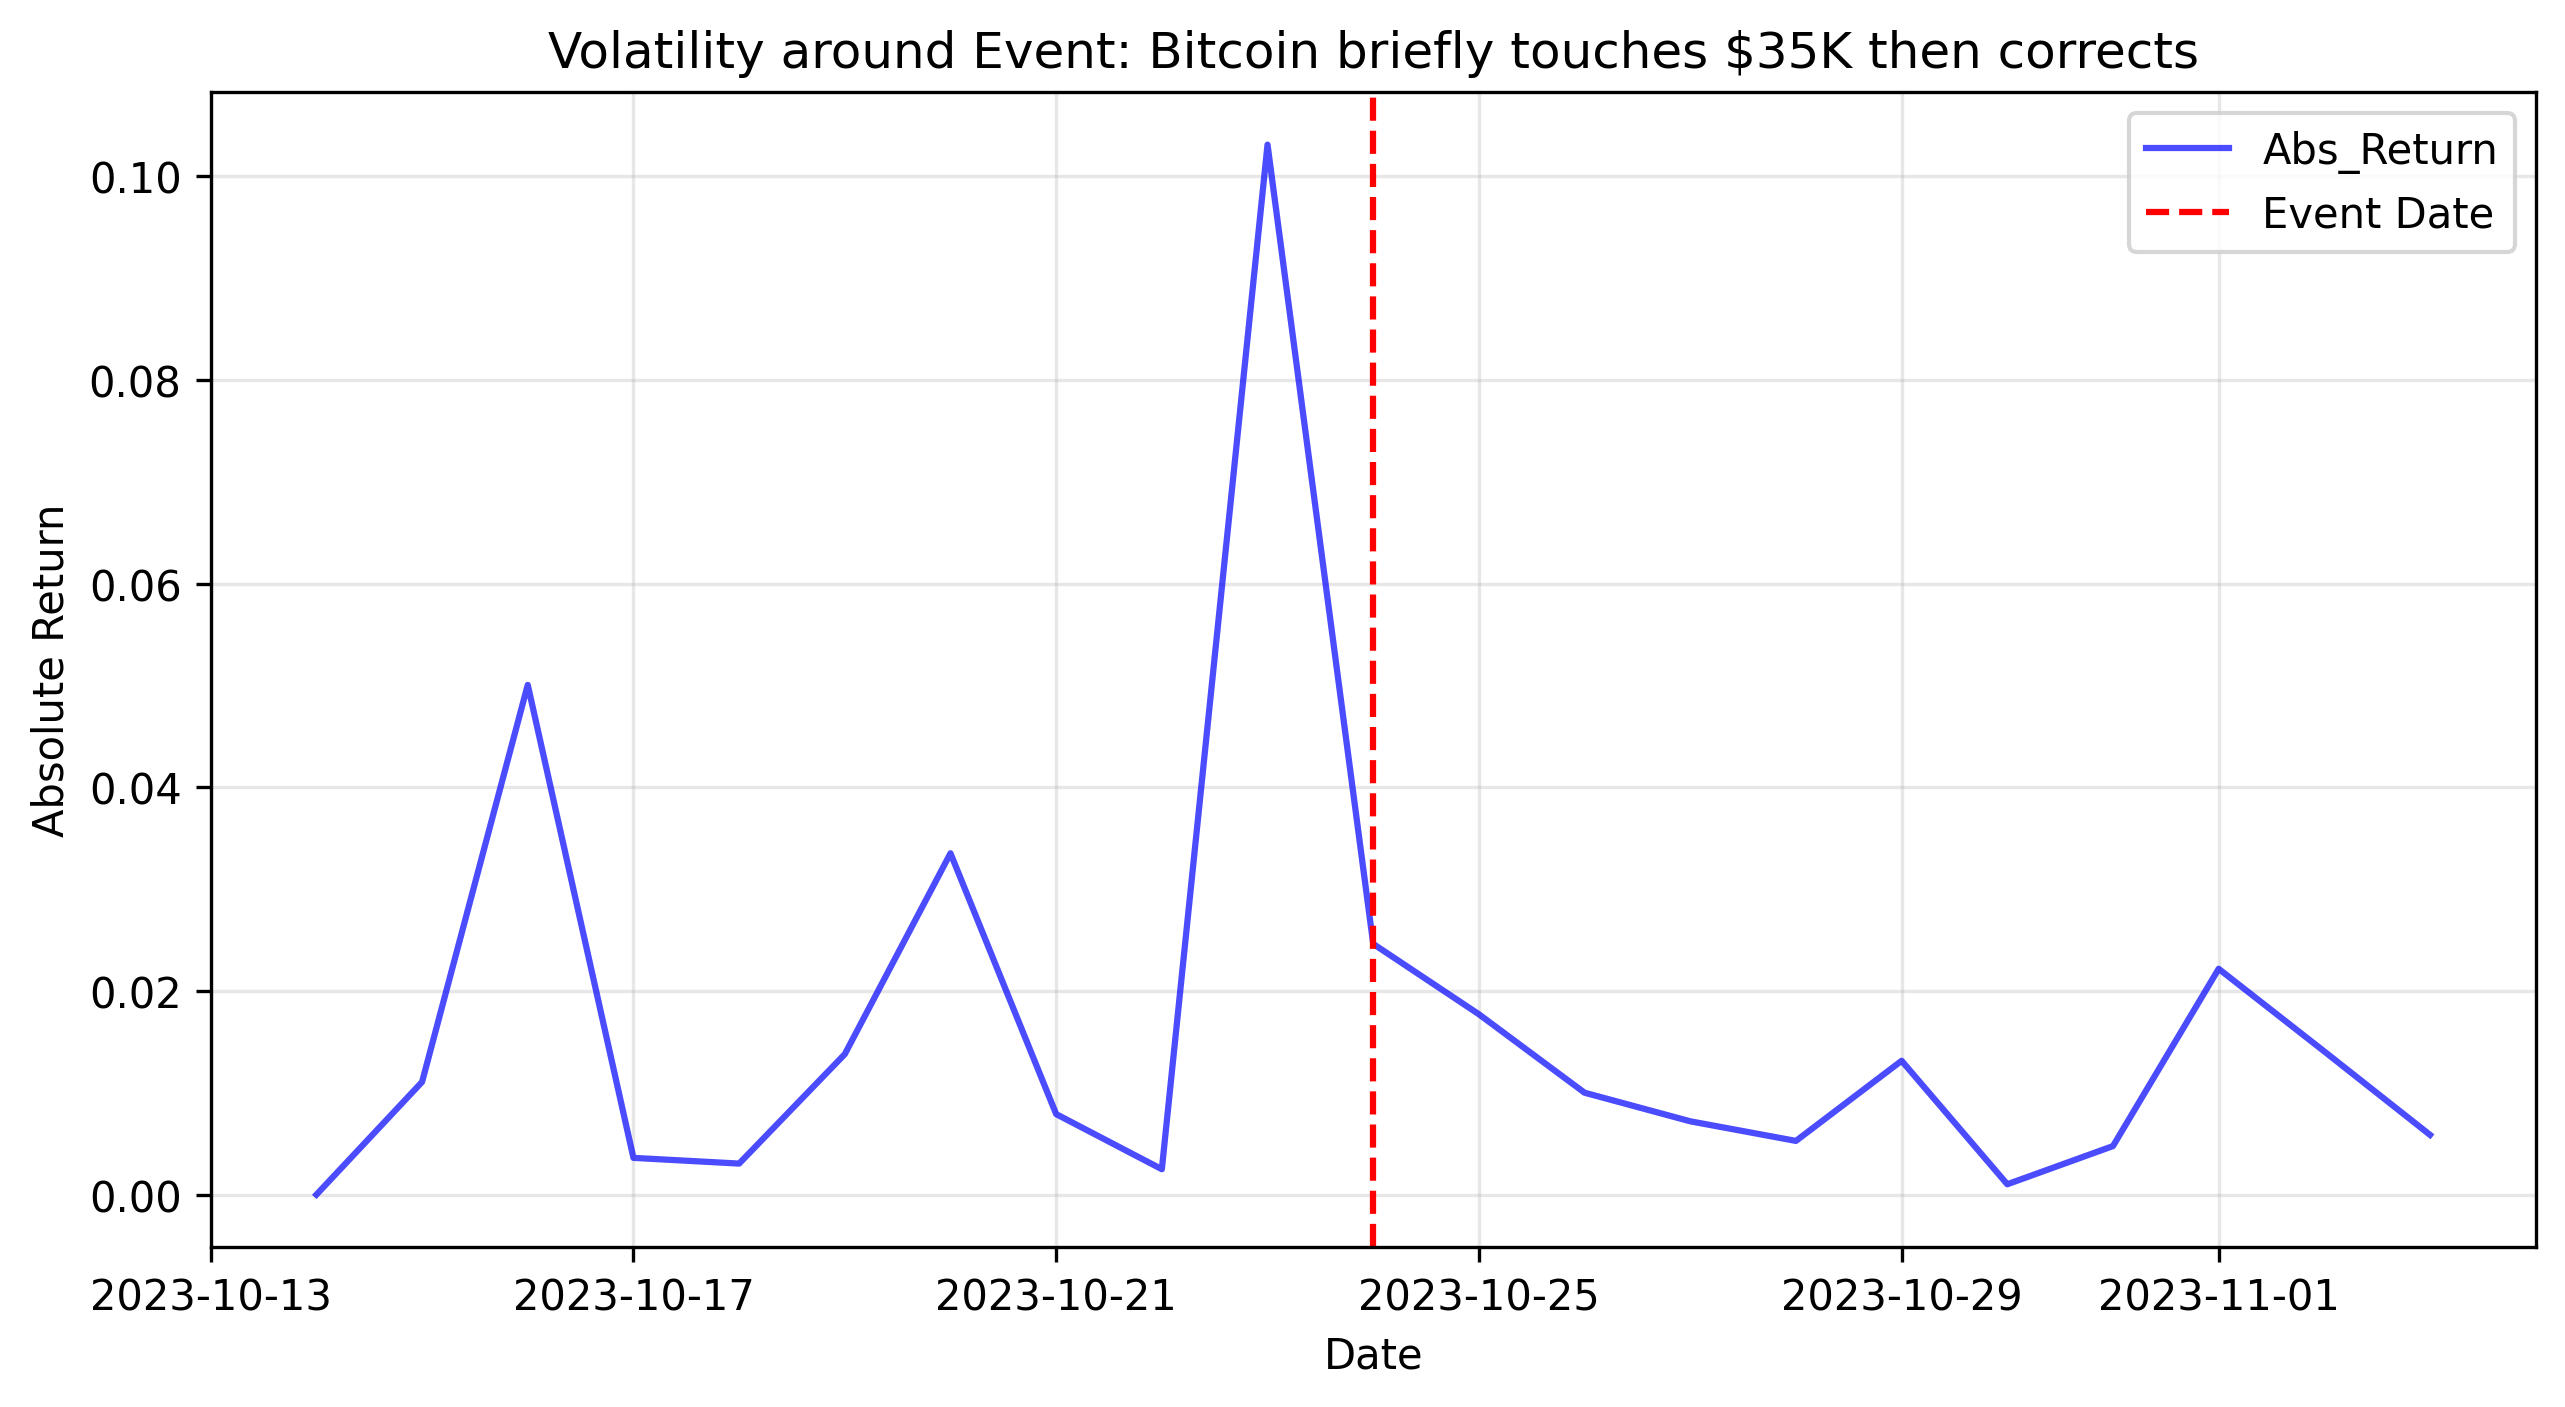 Volatility around Event: Bitcoin briefly touches $35K then corrects
Abs_Return
Event Date
Absolute Return
0.10
0.08
0.06
0.04
0.02
0.00
2023-10-13 2023-10-17 2023-10-21 2023-10-25 2023-10-29 2023-11-01
Date